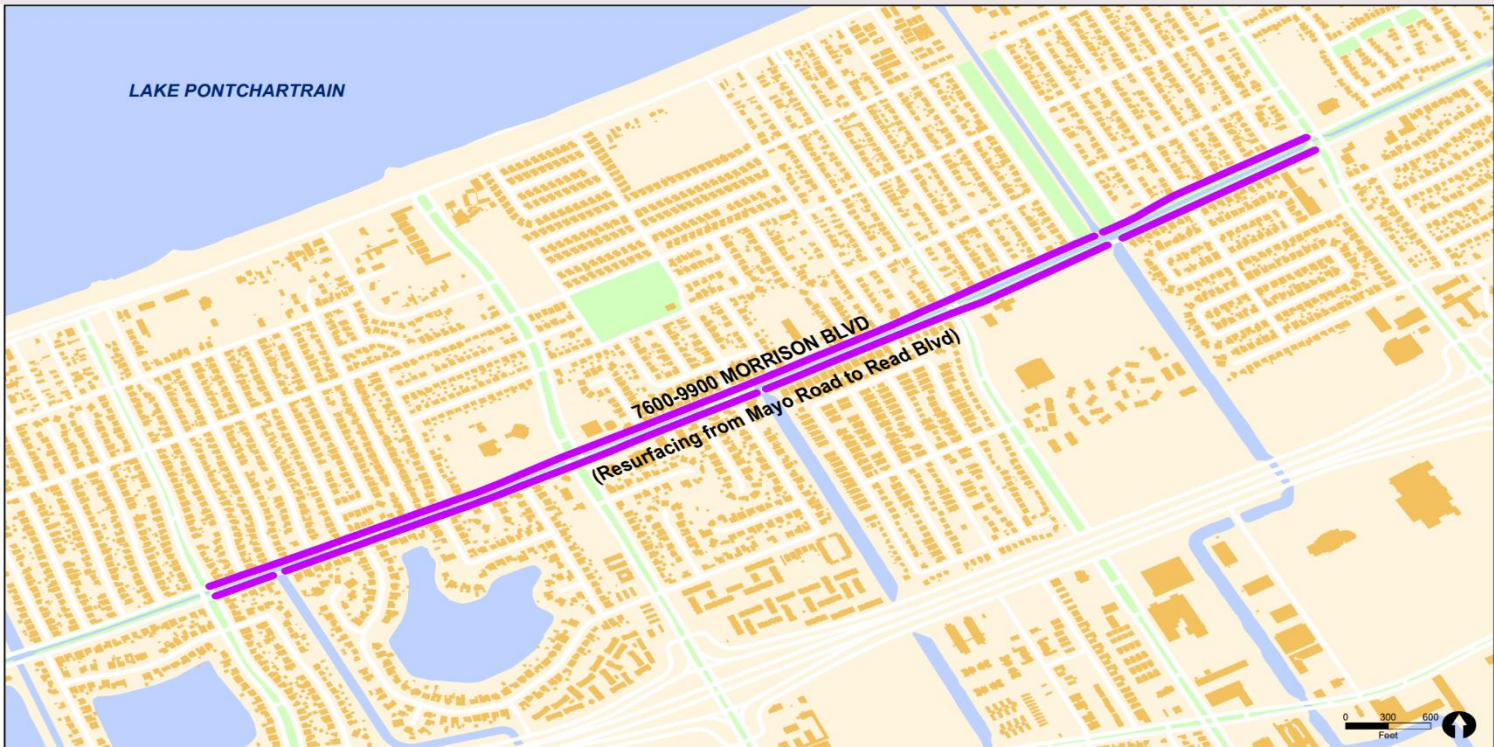 LAKE PONTCHARTRAIN
7600-9900 MORRISON BLVD
(Resurfacing from Mayo Road to Read Blvd)
0 300 600
Feet